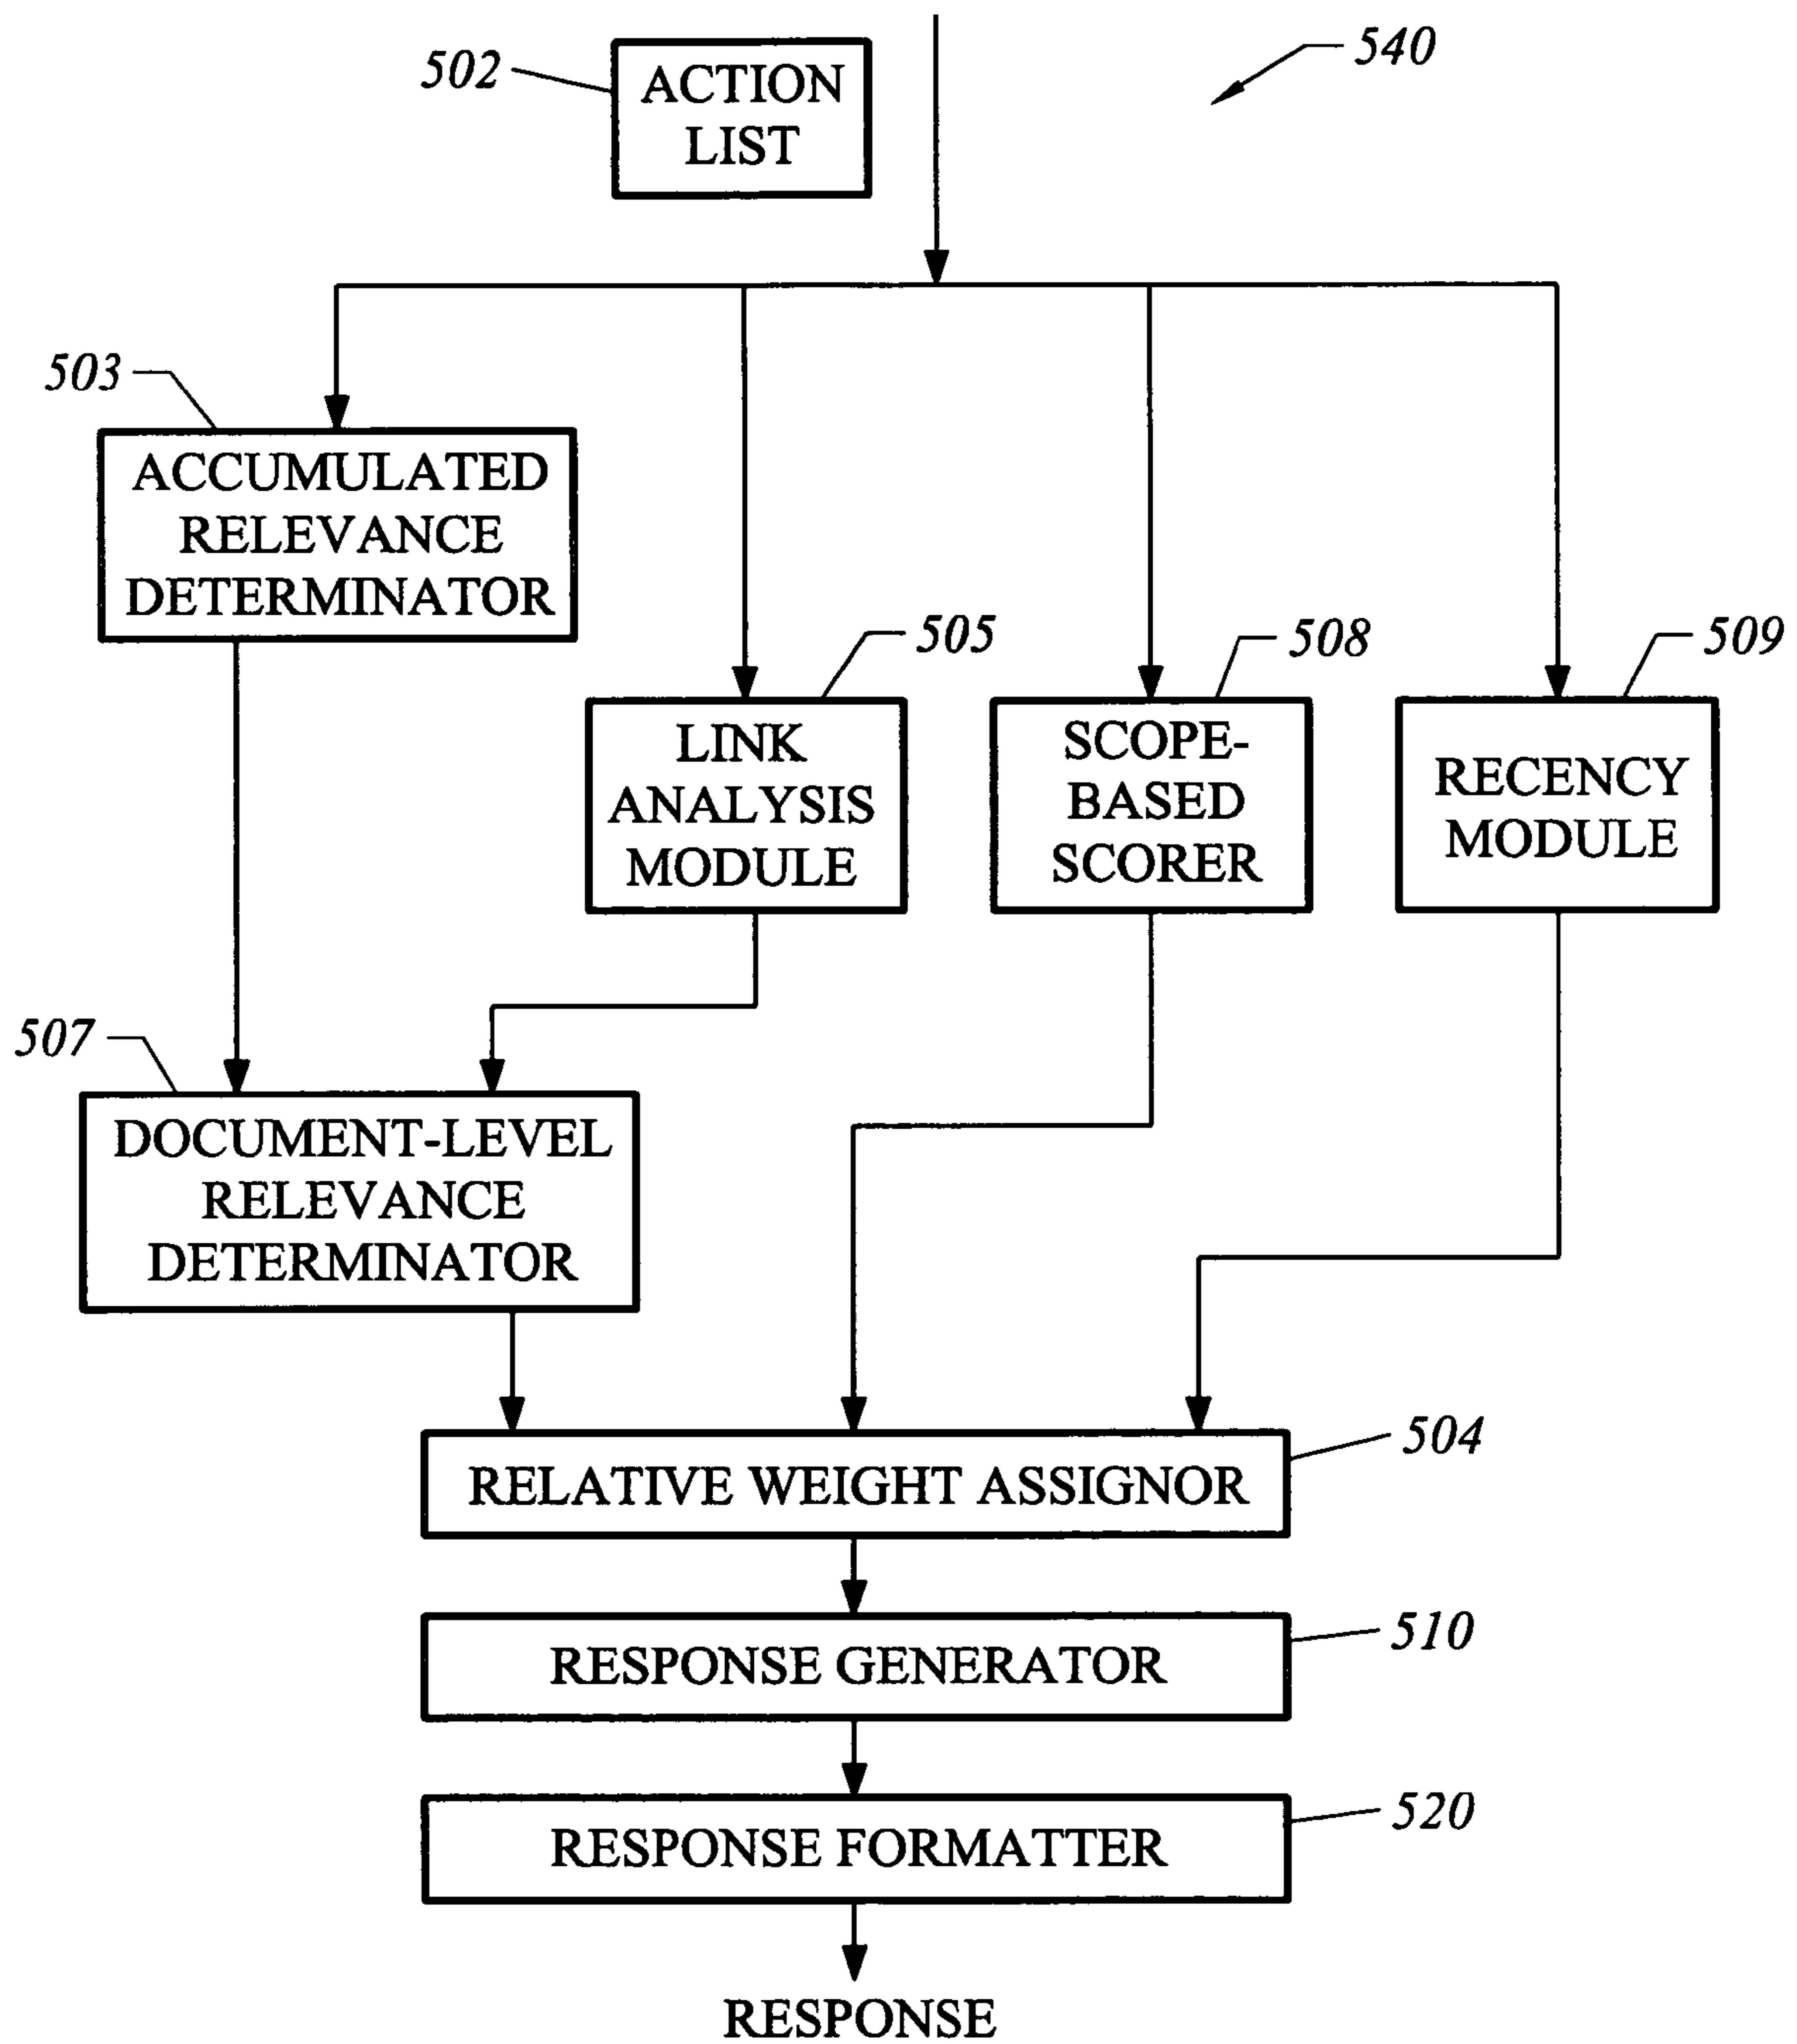 502
ACTION
LIST
540
503
ACCUMULATED
RELEVANCE
DETERMINATOR
505
LINK
ANALYSIS
MODULE
508
SCOPE-
BASED
SCORER
509
RECENCY
MODULE
507
DOCUMENT-LEVEL
RELEVANCE
DETERMINATOR
RELATIVE WEIGHT ASSIGNOR
504
RESPONSE GENERATOR
510
RESPONSE FORMATTER
520
RESPONSE